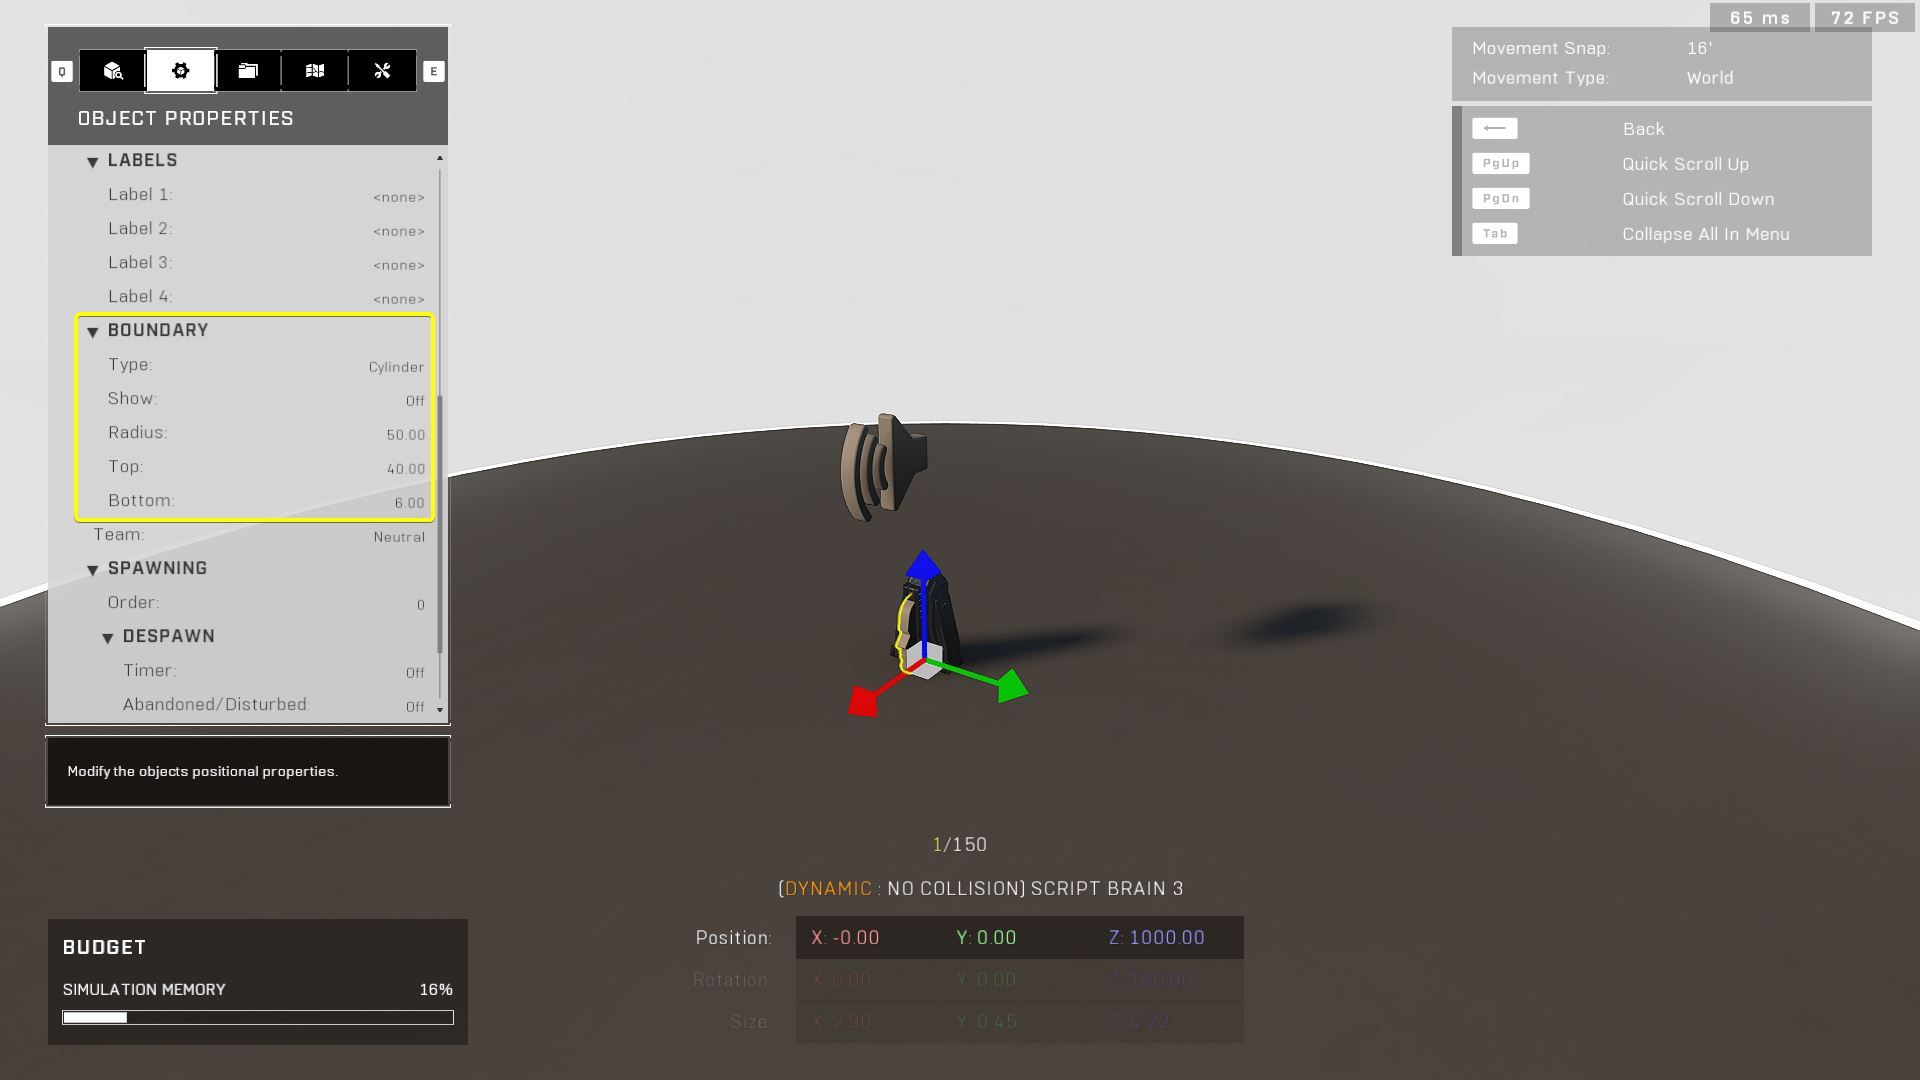 65 ms
72 FPS
Q
E
OBJECT PROPERTIES
LABELS
Label 1: <none>
Label 2: <none>
Label 3: <none>
Label 4: <none>
BOUNDARY
Type: Cylinder
Show: Off
Radius: 50.00
Top: 40.00
Bottom: 6.00
Team: Neutral
SPAWNING
Order: 0
DESPAWN
Timer: Off
Abandoned/Disturbed: Off
Modify the objects positional properties.
BUDGET
SIMULATION MEMORY 16%
Movement Snap: 16'
Movement Type: World
Back
PgUp Quick Scroll Up
PgDn Quick Scroll Down
Tab Collapse All In Menu
1/150
(DYNAMIC : NO COLLISION) SCRIPT BRAIN 3
Position: X: -0.00 Y: 0.00 Z: 1000.00
Rotation X 0.00 Y 0.00 Z 180.00
Size X 2.90 Y 0.45 Z 4.22